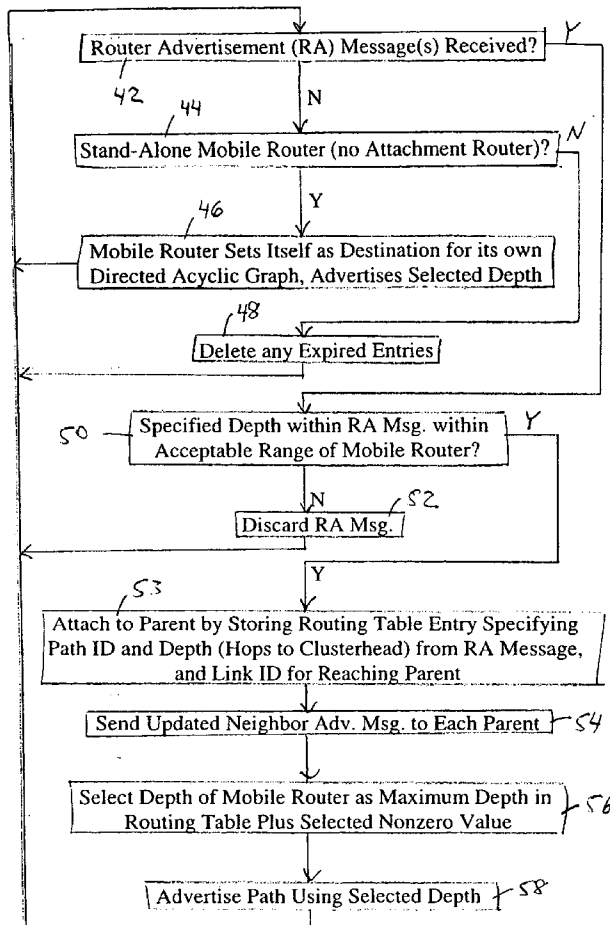 Router Advertisement (RA) Message(s) Received?
Y
42
N
44
Stand-Alone Mobile Router (no Attachment Router)?
N
Y
46
Mobile Router Sets Itself as Destination for its own
Directed Acyclic Graph, Advertises Selected Depth
48
Delete any Expired Entries
50
Specified Depth within RA Msg. within
Acceptable Range of Mobile Router?
Y
N
52
Discard RA Msg.
Y
53
Attach to Parent by Storing Routing Table Entry Specifying
Path ID and Depth (Hops to Clusterhead) from RA Message,
and Link ID for Reaching Parent
Send Updated Neighbor Adv. Msg. to Each Parent
54
Select Depth of Mobile Router as Maximum Depth in
Routing Table Plus Selected Nonzero Value
56
Advertise Path Using Selected Depth
58